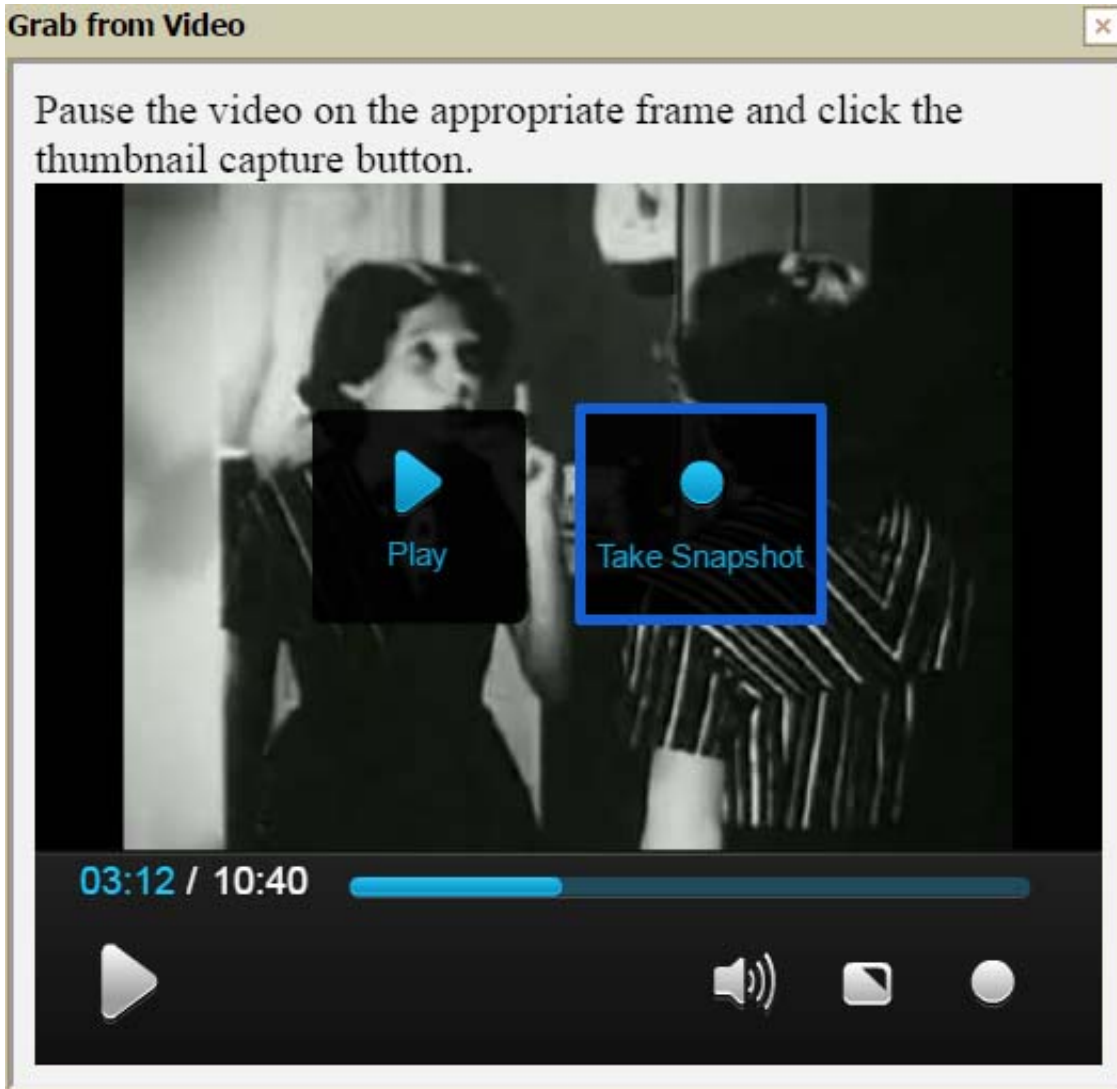 Grab from Video
Pause the video on the appropriate frame and click the
thumbnail capture button.
Play
Take Snapshot
03:12 / 10:40